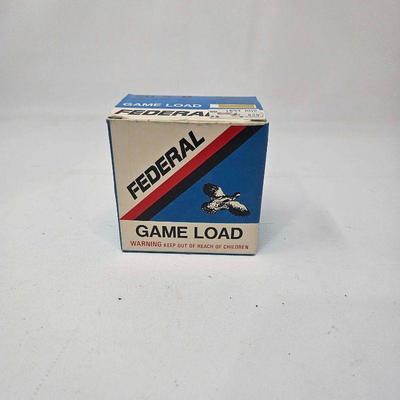 GAME LOAD
FEDERAL
FEDERAL
GAME LOAD
WARNING KEEP OUT OF REACH OF CHILDREN